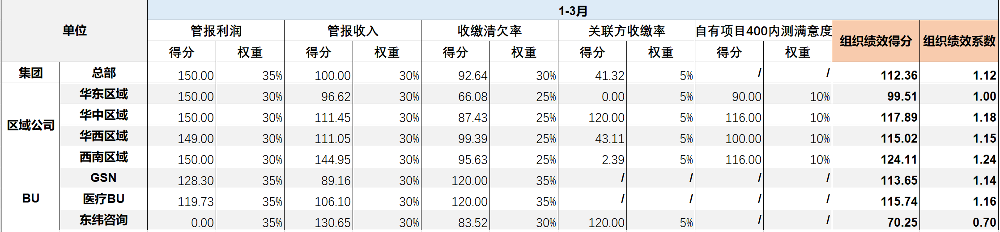 单位 1-3月
管报利润 管报收入 收缴清欠率 关联方收缴率 自有项目400内测满意度 组织绩效得分 组织绩效系数
得分 权重 得分 权重 得分 权重 得分 权重 得分 权重
集团 总部 150.00 35% 100.00 30% 92.64 30% 41.32 5% / / 112.36 1.12
区域公司 华东区域 150.00 30% 96.62 30% 66.08 25% 0.00 5% 90.00 10% 99.51 1.00
华中区域 150.00 30% 111.45 30% 87.43 25% 120.00 5% 116.00 10% 117.89 1.18
华西区域 149.00 30% 111.05 30% 99.39 25% 43.11 5% 100.00 10% 115.02 1.15
西南区域 150.00 30% 144.95 30% 95.63 25% 2.39 5% 116.00 10% 124.11 1.24
BU GSN 128.30 35% 89.16 30% 120.00 35% / / / / 113.65 1.14
医疗BU 119.73 35% 106.10 30% 120.00 35% / / / / 115.74 1.16
东纬咨询 0.00 35% 130.65 30% 83.52 30% 120.00 5% / / 70.25 0.70